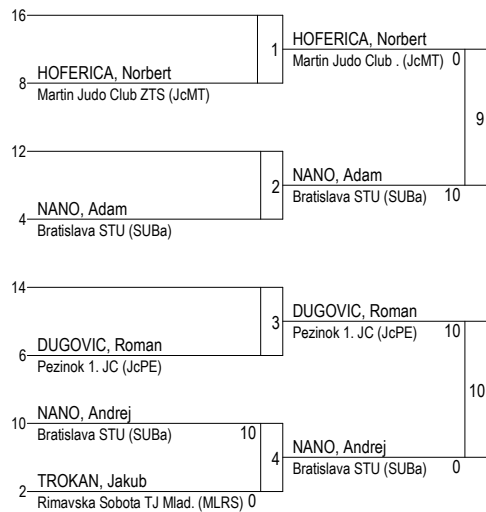 16
1
HOFERICA, Norbert
Martin Judo Club . (JcMT) 0
HOFERICA, Norbert
8
Martin Judo Club ZTS (JcMT)
9
12
2
NANO, Adam
Bratislava STU (SUBa) 10
NANO, Adam
4
Bratislava STU (SUBa)
14
3
DUGOVIC, Roman
Pezinok 1. JC (JcPE) 10
DUGOVIC, Roman
6
Pezinok 1. JC (JcPE)
10
NANO, Andrej
10
Bratislava STU (SUBa) 10
4
NANO, Andrej
Bratislava STU (SUBa) 0
TROKAN, Jakub
2
Rimavska Sobota TJ Mlad. (MLRS) 0